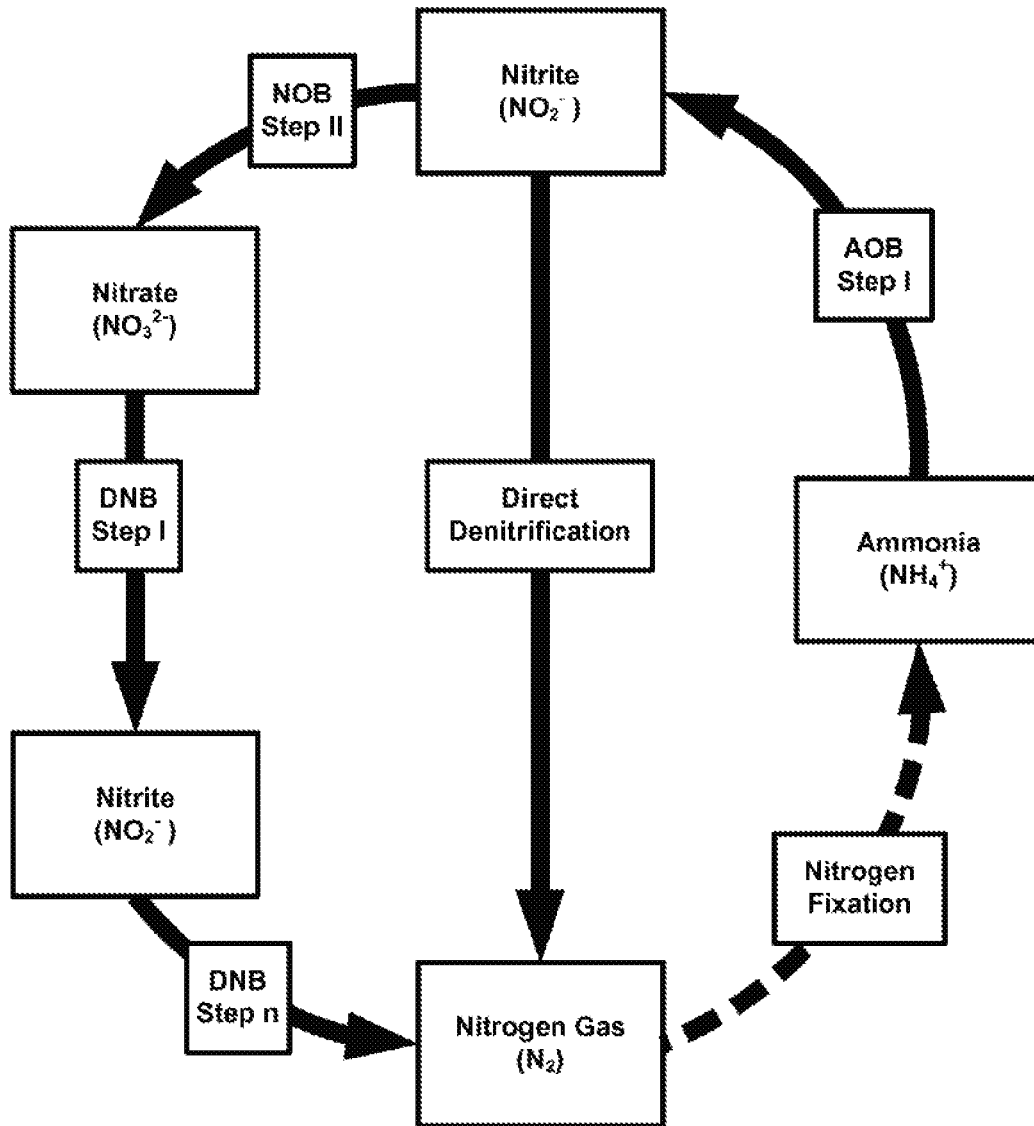 Nitrite
(NO₂⁻ )
NOB
Step II
AOB
Step I
Nitrate
(NO₃²⁻)
DNB
Step I
Direct
Denitrification
Ammonia
(NH₄⁺)
Nitrite
(NO₂⁻ )
Nitrogen
Fixation
DNB
Step n
Nitrogen Gas
(N₂)